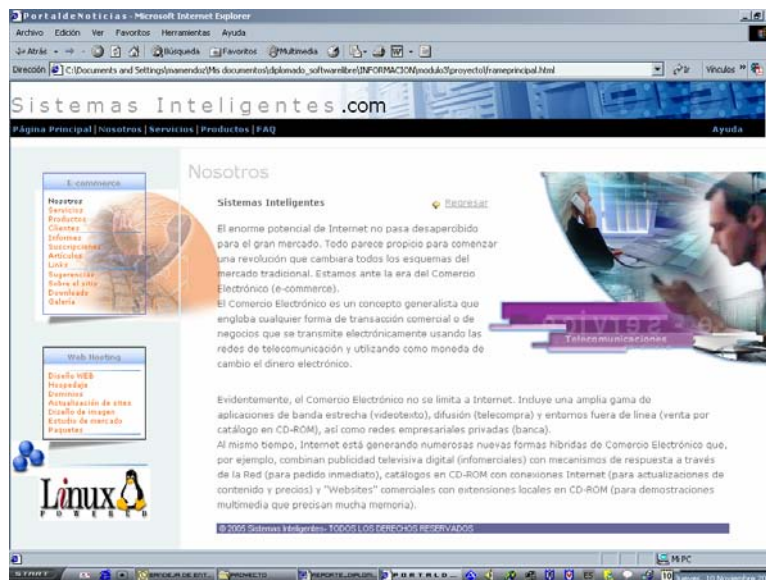 PortaldeNoticias - Microsoft Internet Explorer
Archivo Edición Ver Favoritos Herramientas Ayuda
Atrás Búsqueda Favoritos Multimedia
Dirección C:\Documents and Settings\mamendoz\Mis documentos\diplomado_softwarelibre\INFORMACION\modulo3\proyecto\frameprincipal.html Ir Vínculos »
Sistemas Inteligentes.com
Página Principal | Nosotros | Servicios | Productos | FAQ Ayuda
E-commerce
Nosotros
Servicios
Productos
Clientes
Informes
Suscripciones
Artículos
Links
Sugerencias
Sobre el sitio
Downloads
Galería
Web Hosting
Diseño WEB
Hospedaje
Dominios
Actualización de sites
Diseño de imagen
Estudio de mercado
Paquetes
Linux
POWERED
Nosotros
Sistemas Inteligentes Regresar
El enorme potencial de Internet no pasa desapercibido
para el gran mercado. Todo parece propicio para comenzar
una revolución que cambiara todos los esquemas del
mercado tradicional. Estamos ante la era del Comercio
Electrónico (e-commerce).
El Comercio Electrónico es un concepto generalista que
engloba cualquier forma de transacción comercial o de
negocios que se transmite electrónicamente usando las
redes de telecomunicación y utilizando como moneda de
cambio el dinero electrónico.
Telecomunicaciones
Evidentemente, el Comercio Electrónico no se limita a Internet. Incluye una amplia gama de
aplicaciones de banda estrecha (videotexto), difusión (telecompra) y entornos fuera de línea (venta por
catálogo en CD-ROM), así como redes empresariales privadas (banca).
Al mismo tiempo, Internet está generando numerosas nuevas formas híbridas de Comercio Electrónico que,
por ejemplo, combinan publicidad televisiva digital (infomerciales) con mecanismos de respuesta a través
de la Red (para pedido inmediato), catálogos en CD-ROM con conexiones Internet (para actualizaciones de
contenido y precios) y "Websites" comerciales con extensiones locales en CD-ROM (para demostraciones
multimedia que precisan mucha memoria).
© 2005 Sistemas Inteligentes- TODOS LOS DERECHOS RESERVADOS
Mi PC
START BANDEJA DE ENT... PROYECTO REPORTE_DIPLOM... PORTALD... ES 10 Jueves, 10 Noviembre